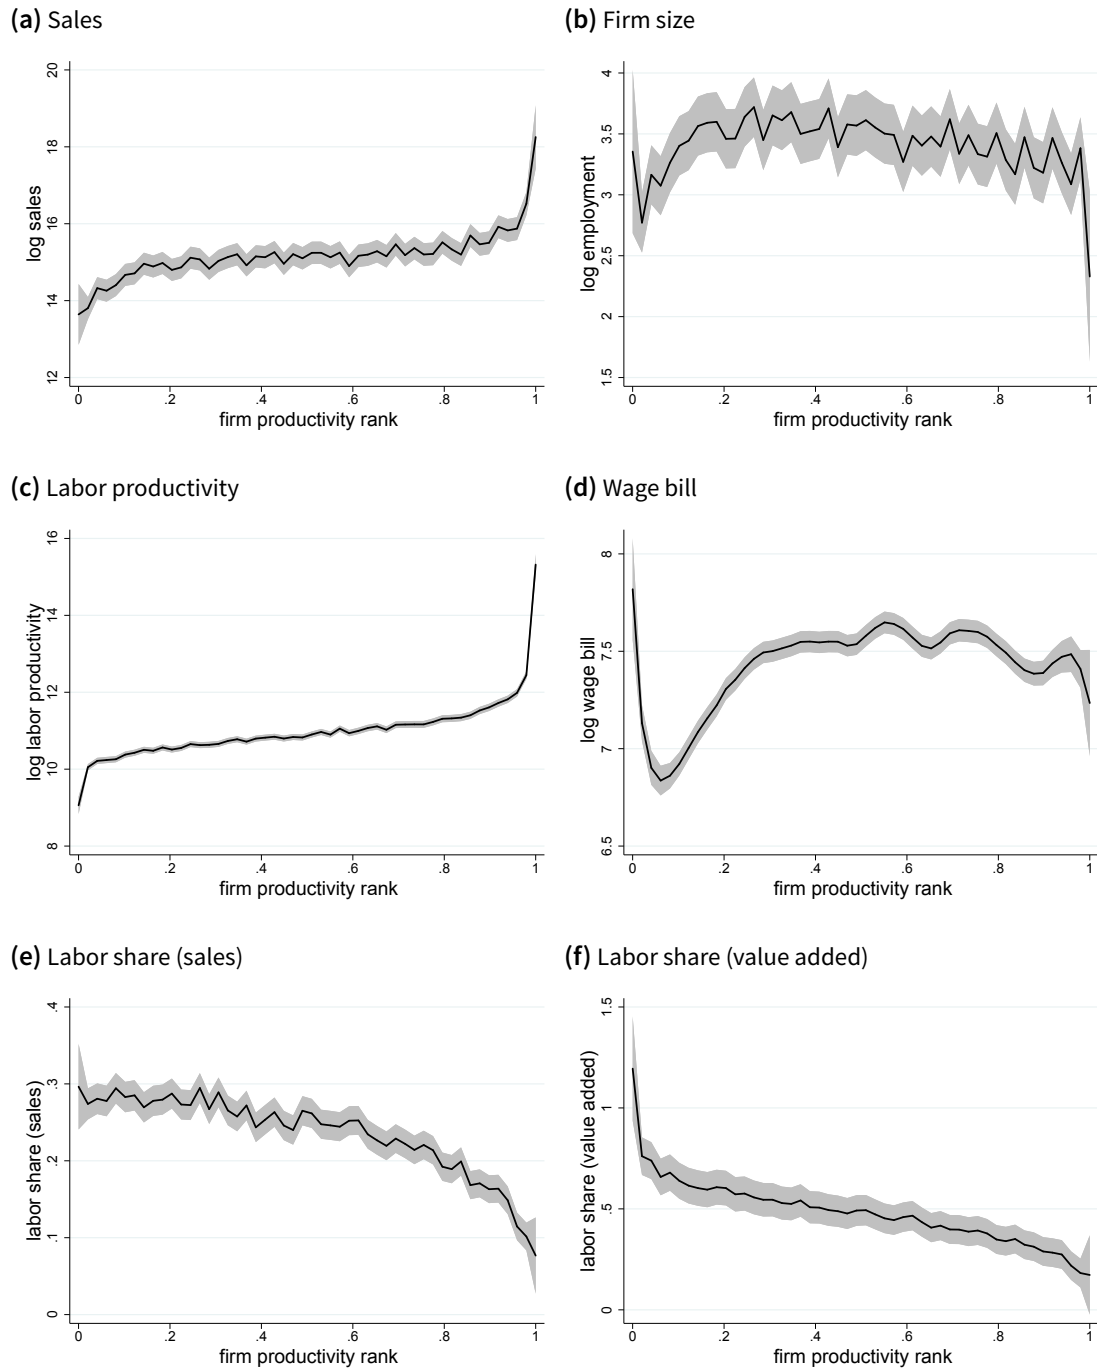 (a) Sales
20
18
16
14
12
log sales
0 .2 .4 .6 .8 1
firm productivity rank
(b) Firm size
4
3.5
3
2.5
2
1.5
log employment
0 .2 .4 .6 .8 1
firm productivity rank
(c) Labor productivity
16
14
12
10
8
log labor productivity
0 .2 .4 .6 .8 1
firm productivity rank
(d) Wage bill
8
7.5
7
6.5
log wage bill
0 .2 .4 .6 .8 1
firm productivity rank
(e) Labor share (sales)
.4
.3
.2
.1
0
labor share (sales)
0 .2 .4 .6 .8 1
firm productivity rank
(f) Labor share (value added)
1.5
1
.5
0
labor share (value added)
0 .2 .4 .6 .8 1
firm productivity rank